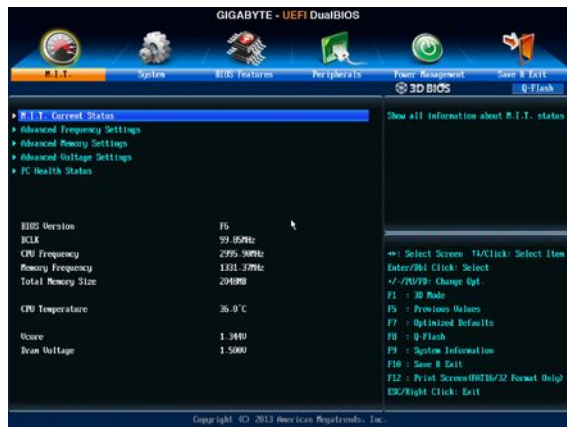 GIGABYTE - UEFI DualBIOS
M.I.T.
System
BIOS Features
Peripherals
Power Management
Save & Exit
3D BIOS
Q-Flash
M.I.T. Current Status
Advanced Frequency Settings
Advanced Memory Settings
Advanced Voltage Settings
PC Health Status
Show all information about M.I.T. status
BIOS Version F6
BCLK 99.85MHz
CPU Frequency 2995.90MHz
Memory Frequency 1331.37MHz
Total Memory Size 2048MB
CPU Temperature 36.0°C
Vcore 1.344V
Dram Voltage 1.500V
↔: Select Screen ↑↓/Click: Select Item
Enter/Dbl Click: Select
+/-/PU/PD: Change Opt.
F1 : 3D Mode
F5 : Previous Values
F7 : Optimized Defaults
F8 : Q-Flash
F9 : System Information
F10 : Save & Exit
F12 : Print Screen(FAT16/32 Format Only)
ESC/Right Click: Exit
Copyright (C) 2013 American Megatrends, Inc.